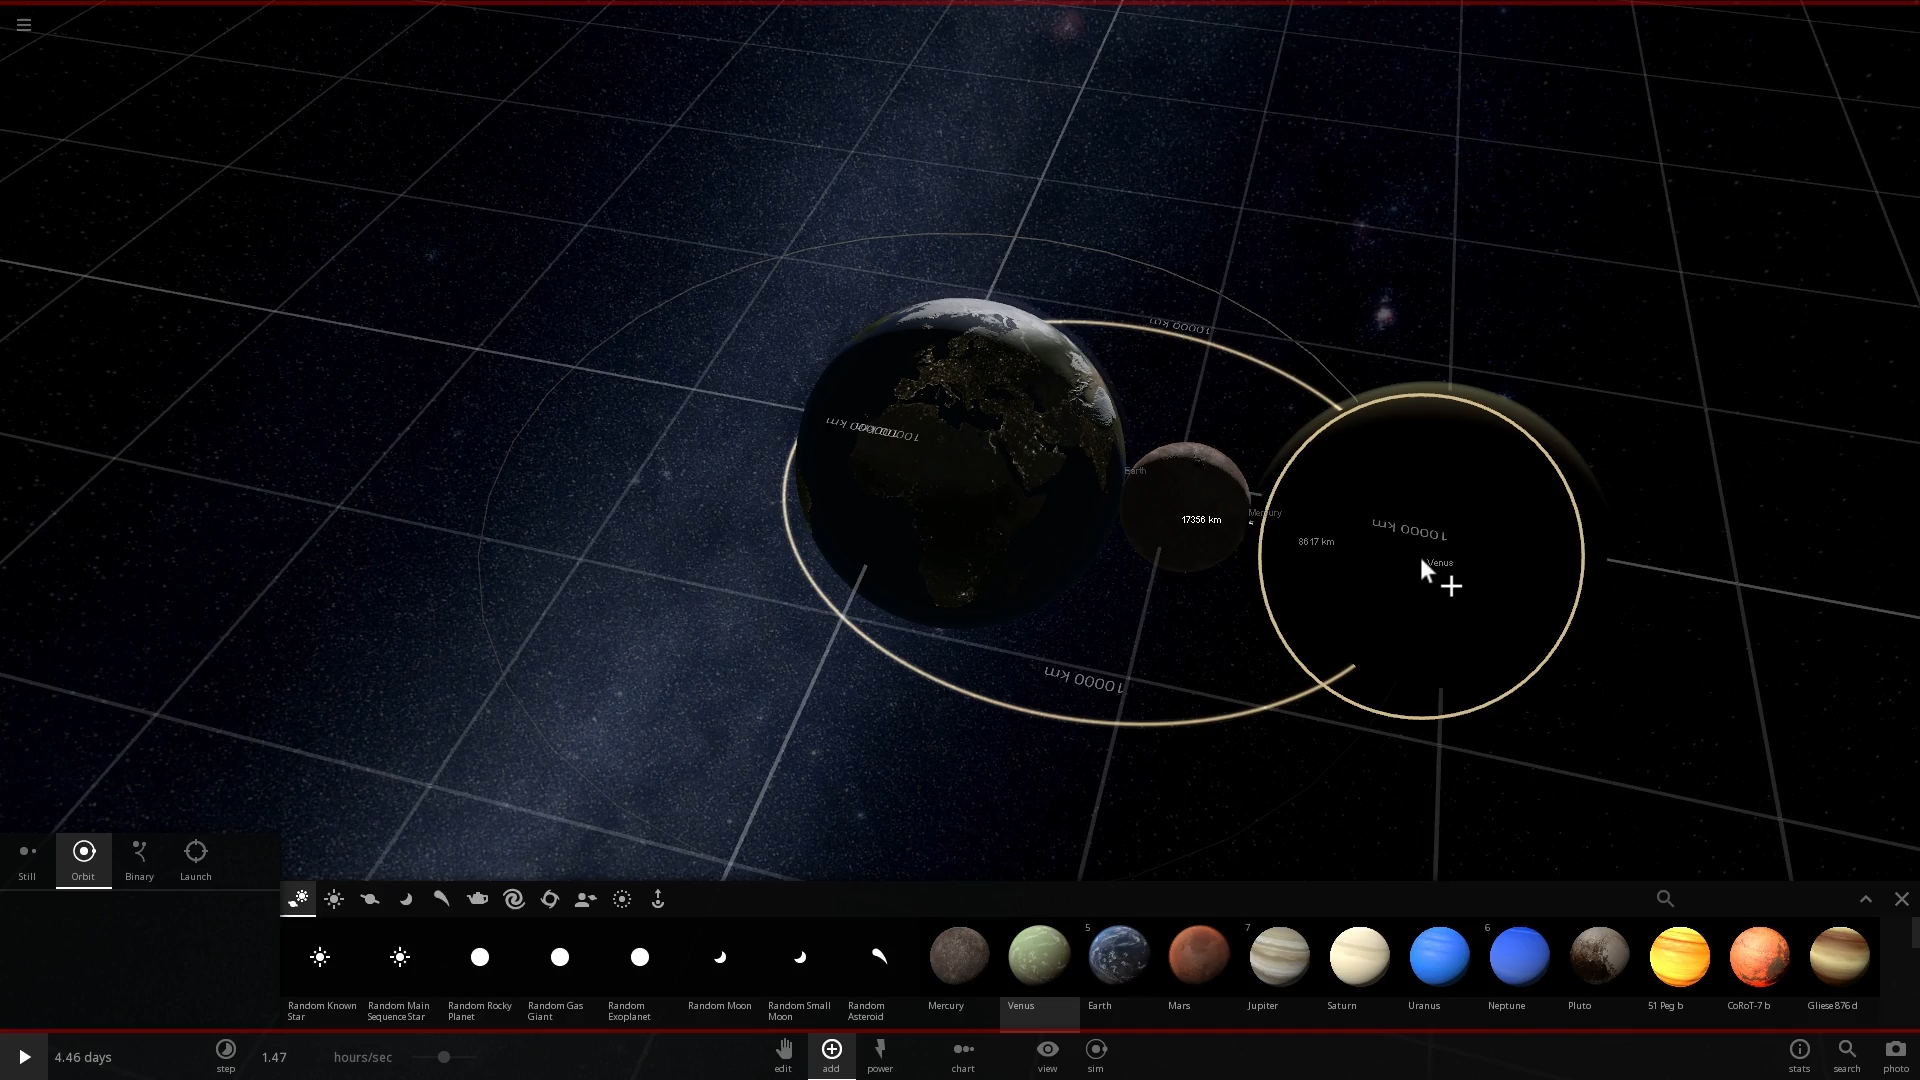 10000 km
10000 km
Earth
17356 km
Mercury
10000 km
8617 km
Venus
10000 km
Still
Orbit
Binary
Launch
5
7
6
Random Known
Star
Random Main
Sequence Star
Random Rocky
Planet
Random Gas
Giant
Random
Exoplanet
Random Moon
Random Small
Moon
Random
Asteroid
Mercury
Venus
Earth
Mars
Jupiter
Saturn
Uranus
Neptune
Pluto
51 Peg b
CoRoT-7 b
Gliese 876 d
4.46 days
step
1.47
hours/sec
edit
add
power
chart
view
sim
stats
search
photo